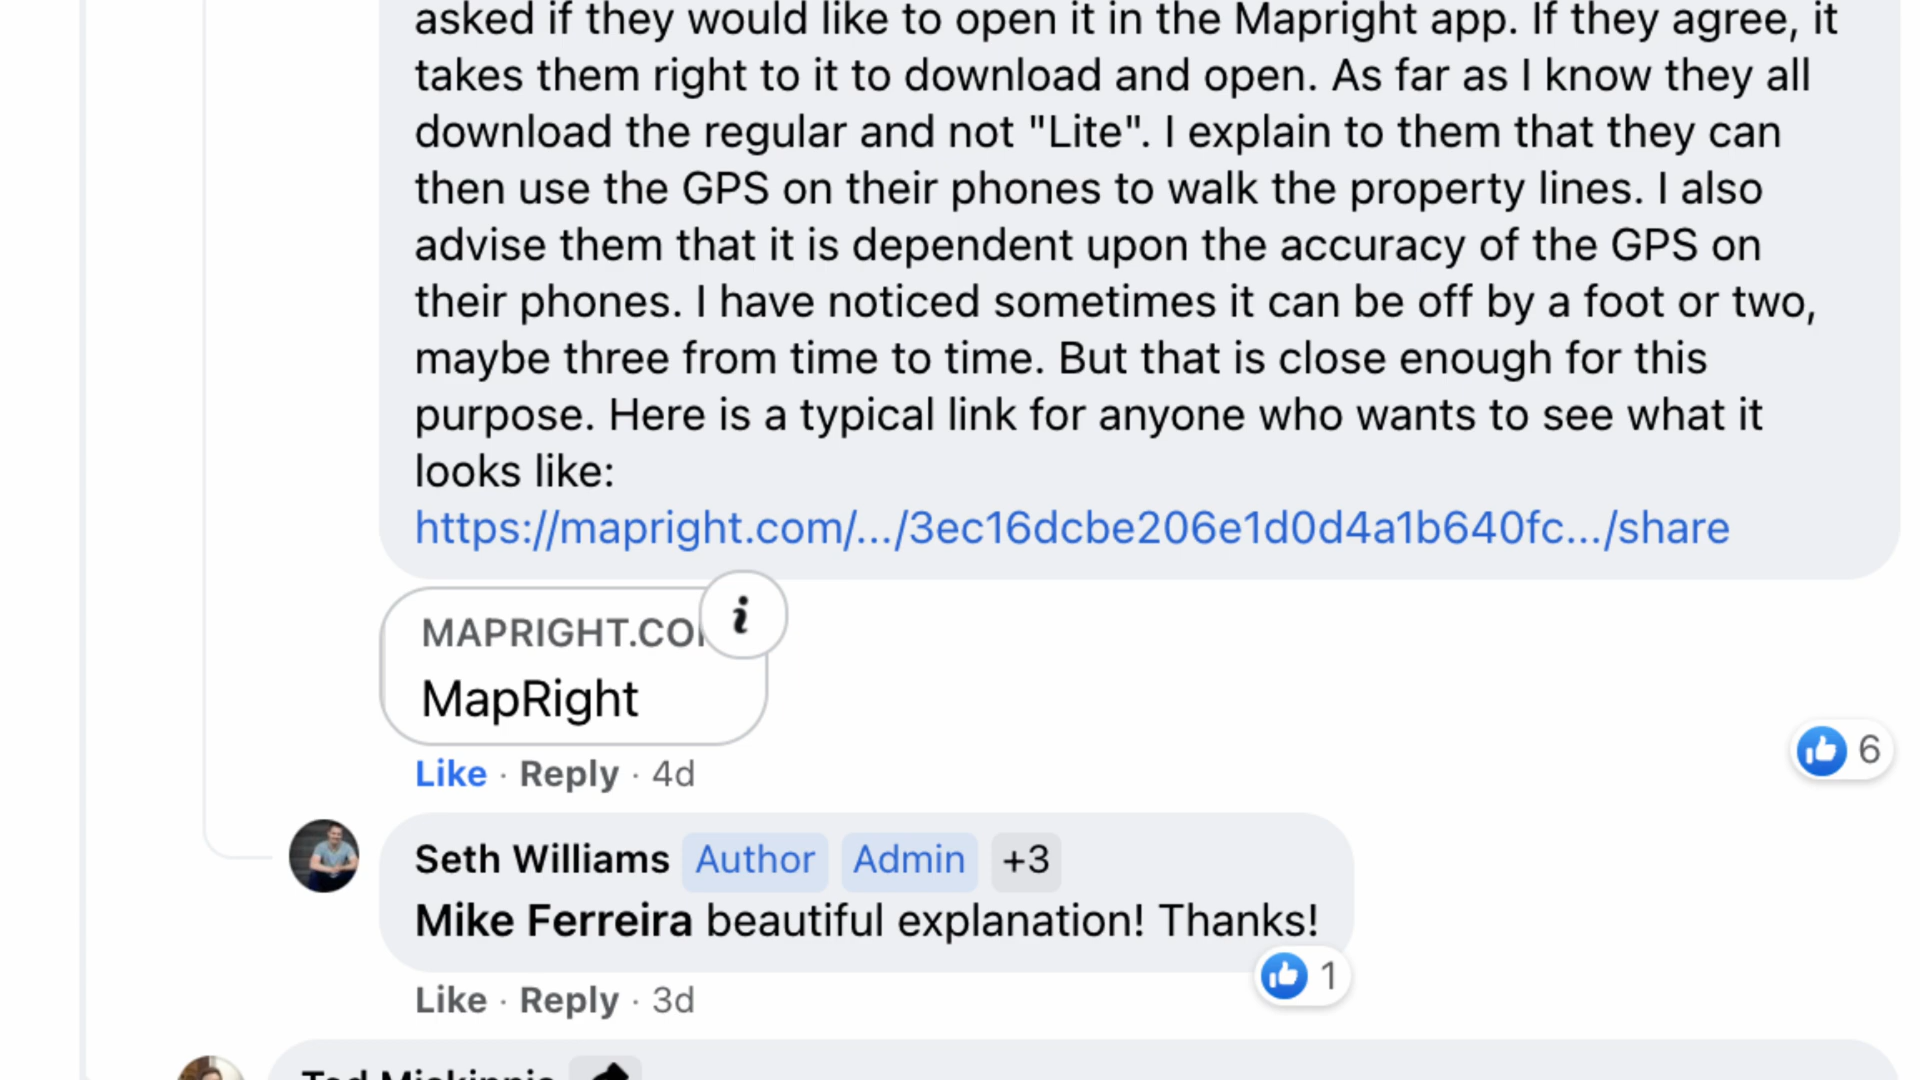 asked if they would like to open it in the Mapright app. If they agree, it
takes them right to it to download and open. As far as I know they all
download the regular and not "Lite". I explain to them that they can
then use the GPS on their phones to walk the property lines. I also
advise them that it is dependent upon the accuracy of the GPS on
their phones. I have noticed sometimes it can be off by a foot or two,
maybe three from time to time. But that is close enough for this
purpose. Here is a typical link for anyone who wants to see what it
looks like:
https://mapright.com/.../3ec16dcbe206e1d0d4a1b640fc.../share
i
MapRight
Like · Reply · 4d
6
Seth Williams Author Admin +3
Mike Ferreira beautiful explanation! Thanks!
1
Like · Reply · 3d